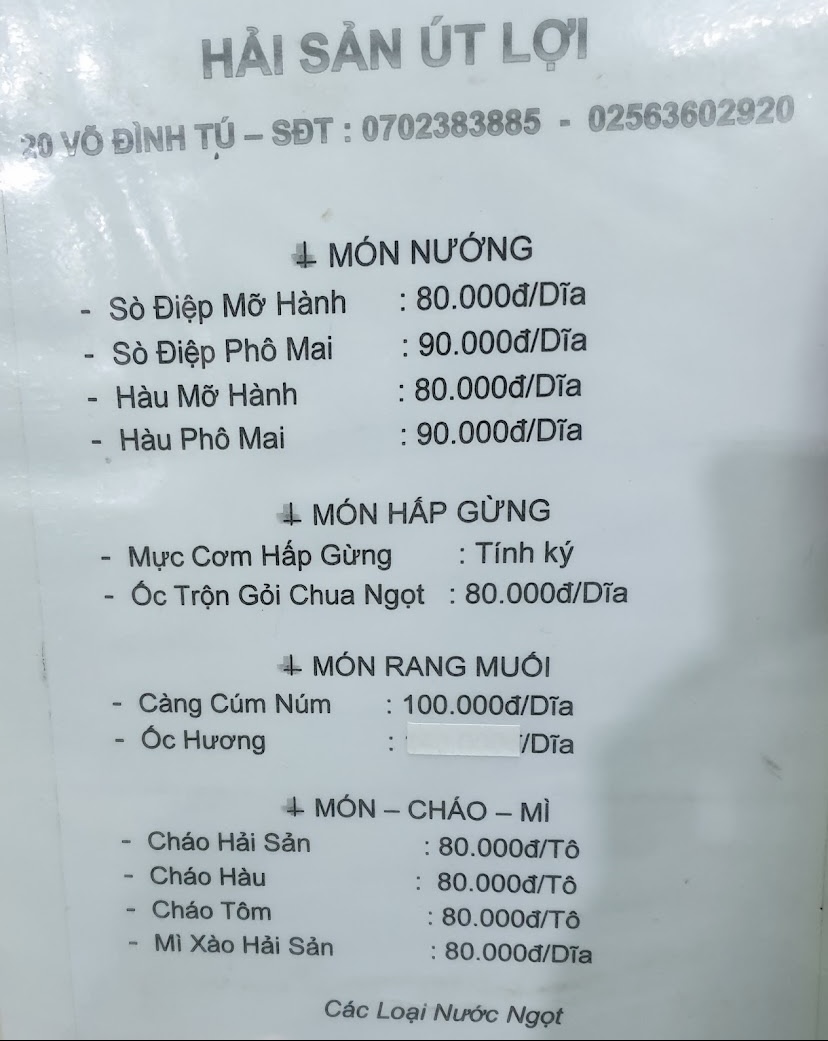 HẢI SẢN ÚT LỢI
20 VÕ ĐÌNH TÚ – SĐT : 0702383885 - 02563602920
MÓN NƯỚNG
- Sò Điệp Mỡ Hành : 80.000đ/Dĩa
- Sò Điệp Phô Mai : 90.000đ/Dĩa
- Hàu Mỡ Hành : 80.000đ/Dĩa
- Hàu Phô Mai : 90.000đ/Dĩa
MÓN HẤP GỪNG
- Mực Cơm Hấp Gừng : Tính ký
- Ốc Trộn Gỏi Chua Ngọt : 80.000đ/Dĩa
MÓN RANG MUỐI
- Càng Cúm Núm : 100.000đ/Dĩa
- Ốc Hương : /Dĩa
MÓN – CHÁO – MÌ
- Cháo Hải Sản : 80.000đ/Tô
- Cháo Hàu : 80.000đ/Tô
- Cháo Tôm : 80.000đ/Tô
- Mì Xào Hải Sản : 80.000đ/Dĩa
Các Loại Nước Ngọt